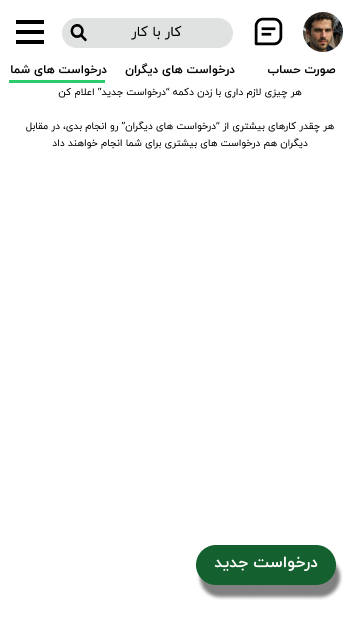 کار با کار
صورت حساب
درخواست های دیگران
درخواست های شما
هر چیزی لازم داری با زدن دکمه "درخواست جدید" اعلام کن
هر چقدر کارهای بیشتری از "درخواست های دیگران" رو انجام بدی، در مقابل
دیگران هم درخواست های بیشتری برای شما انجام خواهند داد
درخواست جدید